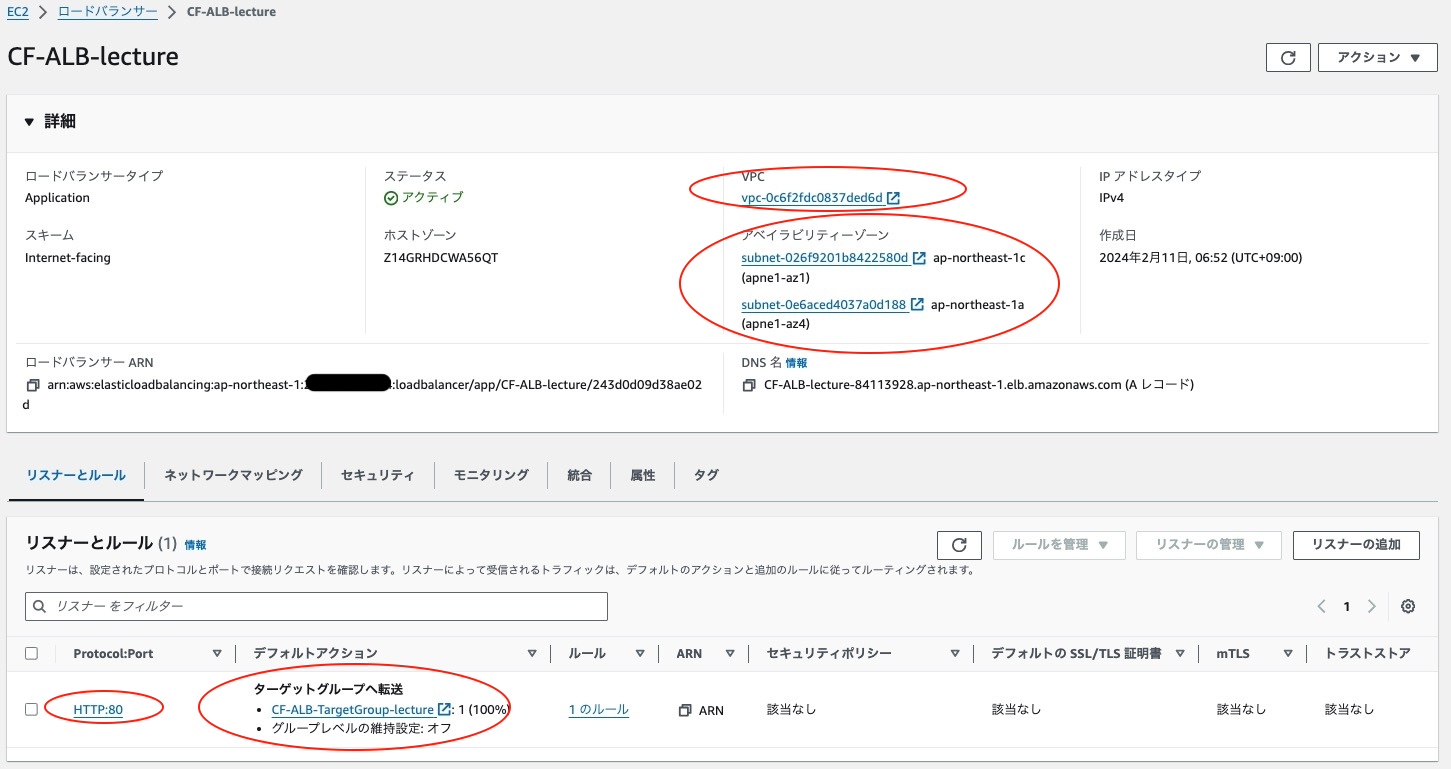 EC2 > ロードバランサー > CF-ALB-lecture
CF-ALB-lecture
アクション ▼
▼ 詳細
ロードバランサータイプ
Application
ステータス
アクティブ
VPC
vpc-0c6f2fdc0837ded6d
IP アドレスタイプ
IPv4
スキーム
Internet-facing
ホストゾーン
Z14GRHDCWA56QT
アベイラビリティーゾーン
subnet-026f9201b8422580d ap-northeast-1c
(apne1-az1)
subnet-0e6aced4037a0d188 ap-northeast-1a
(apne1-az4)
作成日
2024年2月11日, 06:52 (UTC+09:00)
ロードバランサー ARN
arn:aws:elasticloadbalancing:ap-northeast-1: :loadbalancer/app/CF-ALB-lecture/243d0d09d38ae02
d
DNS 名 情報
CF-ALB-lecture-84113928.ap-northeast-1.elb.amazonaws.com (A レコード)
リスナーとルール ネットワークマッピング セキュリティ モニタリング 統合 属性 タグ
リスナーとルール (1) 情報
ルールを管理 ▼ リスナーの管理 ▼ リスナーの追加
リスナーは、設定されたプロトコルとポートで接続リクエストを確認します。リスナーによって受信されるトラフィックは、デフォルトのアクションと追加のルールに従ってルーティングされます。
リスナー をフィルター
1
Protocol:Port デフォルトアクション ルール ARN セキュリティポリシー デフォルトの SSL/TLS 証明書 mTLS トラストストア
HTTP:80
ターゲットグループへ転送
• CF-ALB-TargetGroup-lecture : 1 (100%)
• グループレベルの維持設定: オフ
1 のルール
ARN
該当なし
該当なし
該当なし
該当なし